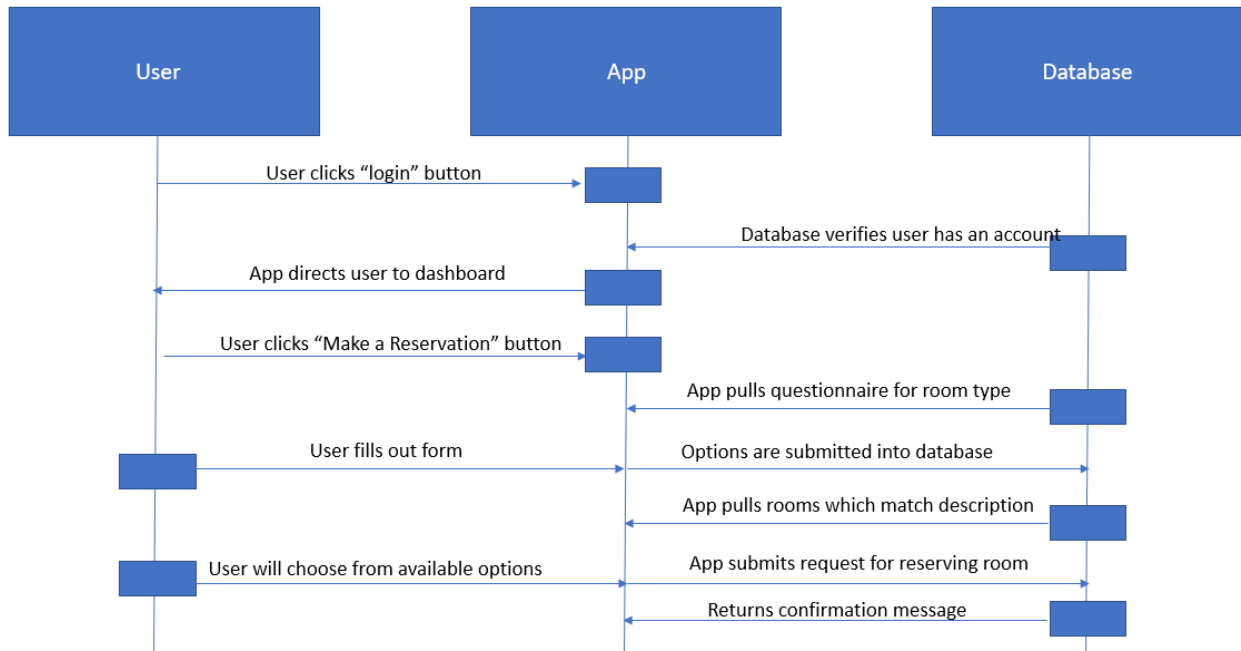 User
App
Database
User clicks “login” button
Database verifies user has an account
App directs user to dashboard
User clicks “Make a Reservation” button
App pulls questionnaire for room type
User fills out form
Options are submitted into database
App pulls rooms which match description
User will choose from available options
App submits request for reserving room
Returns confirmation message